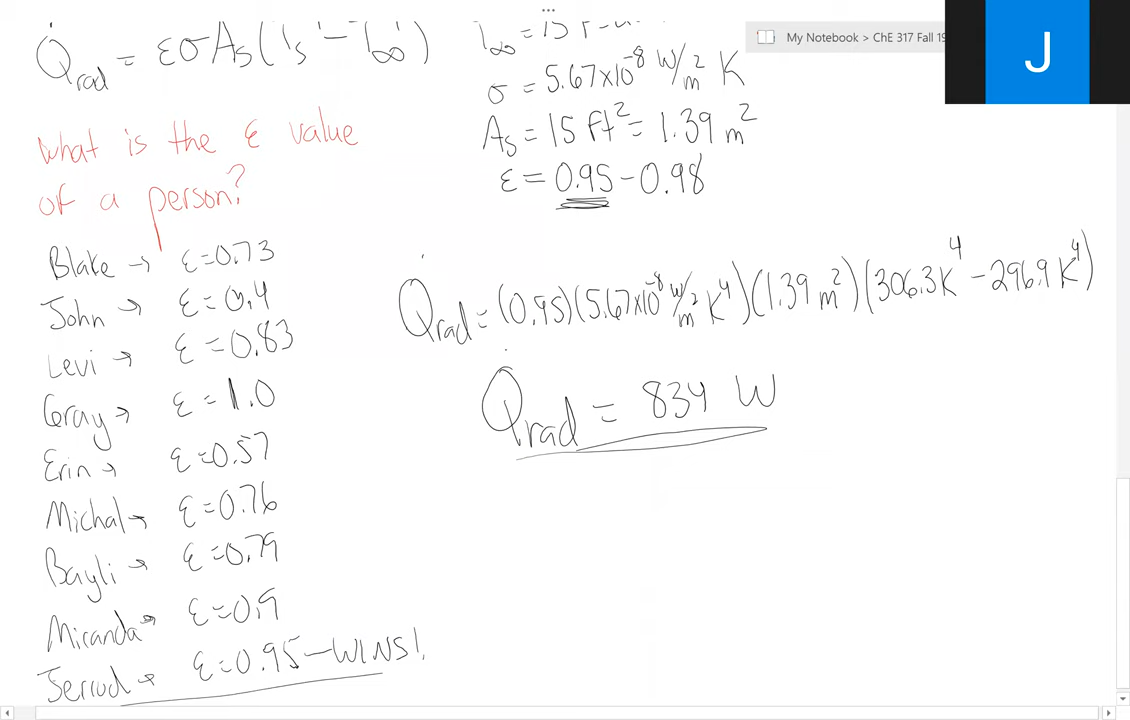 Q̇rad = εσAs(Ts⁴ - T∞⁴)
T∞ = 15 F
My Notebook > ChE 317 Fall 19
J
σ = 5.67x10⁻⁸ W/m² K
As = 15 ft² = 1.39 m²
ε = 0.95 - 0.98
What is the ε value
of a person?
Blake → ε=0.73
John → ε=0.4
Levi → ε=0.83
Gray → ε=1.0
Erin → ε=0.57
Michal → ε=0.76
Bayli → ε=0.79
Miranda → ε=0.9
Jerrod → ε=0.95 - WINS!
Q̇rad = (0.95)(5.67x10⁻⁸ W/m² K⁴)(1.39 m²)(306.3K⁴ - 296.9 K⁴)
Q̇rad = 834 W